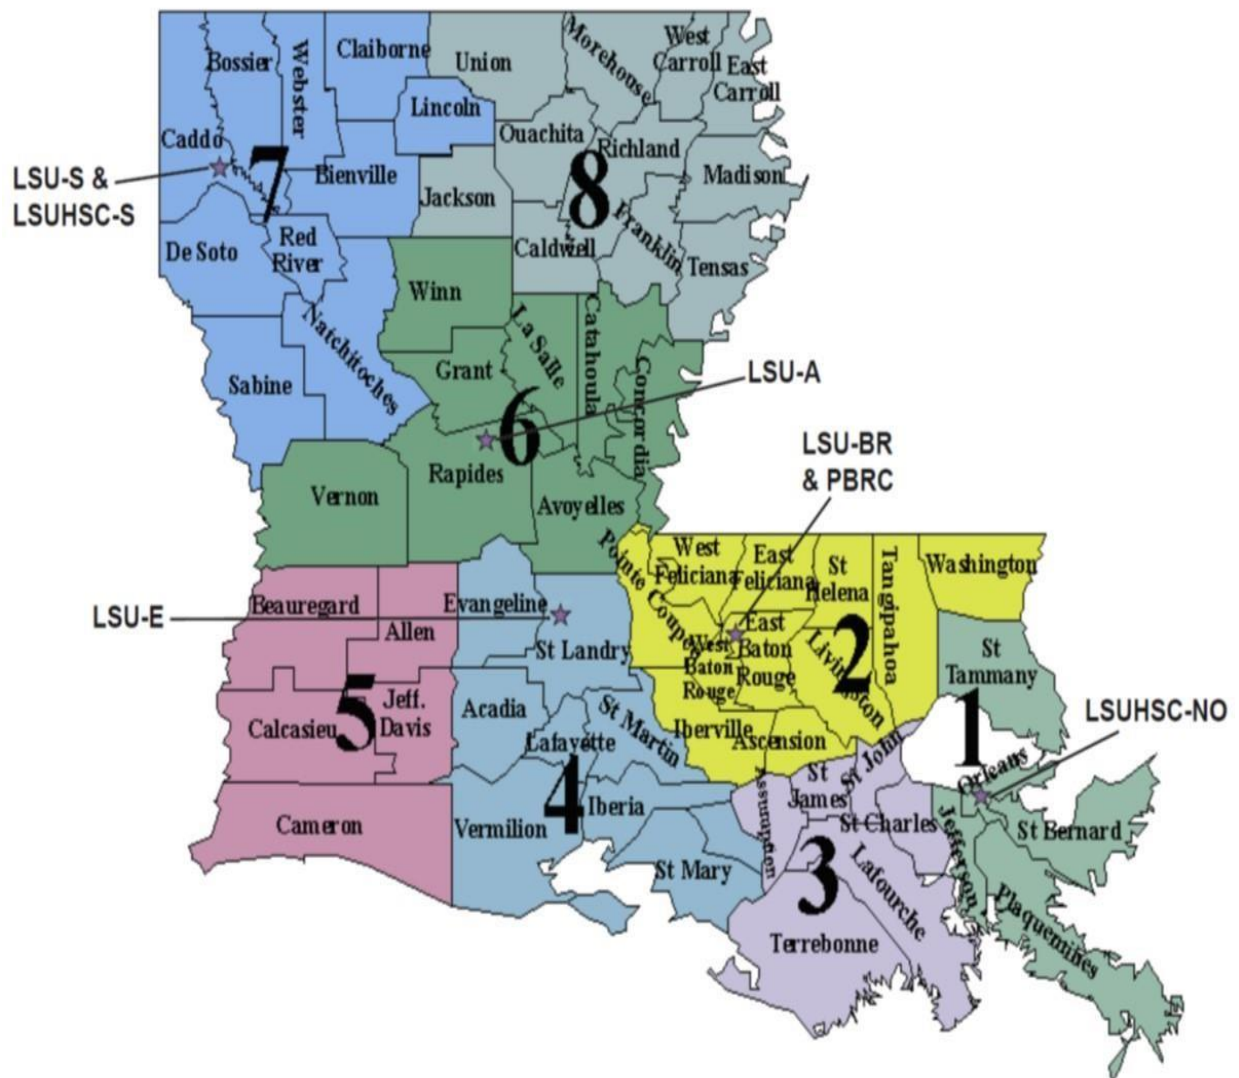 Claiborne
Bossier
Webster
Union
Morehouse
West
Carroll
East
Carroll
Lincoln
Caddo
Ouachita
Richland
LSU-S &
LSUHSC-S
7
Bienville
8
Madison
Jackson
Franklin
De Soto
Red
River
Caldwell
Tensas
Winn
Natchitoches
La Salle
Catahoula
Sabine
Grant
Concordia
LSU-A
6
LSU-BR
& PBRC
Vernon
Rapides
Avoyelles
Pointe Coupee
West
Feliciana
East
Feliciana
St
Helena
Tangipahoa
Washington
LSU-E
Beauregard
Evangeline
Allen
St Landry
West
Baton
Rouge
East
Baton
Rouge
Livingston
2
St
Tammany
5
Calcasieu
Jeff.
Davis
Acadia
Lafayette
St Martin
Iberville
Ascension
1
LSUHSC-NO
4
Assumption
St
James
St John
Orleans
Cameron
Vermilion
Iberia
St Charles
Jefferson
St Bernard
St Mary
3
Lafourche
Plaquemines
Terrebonne